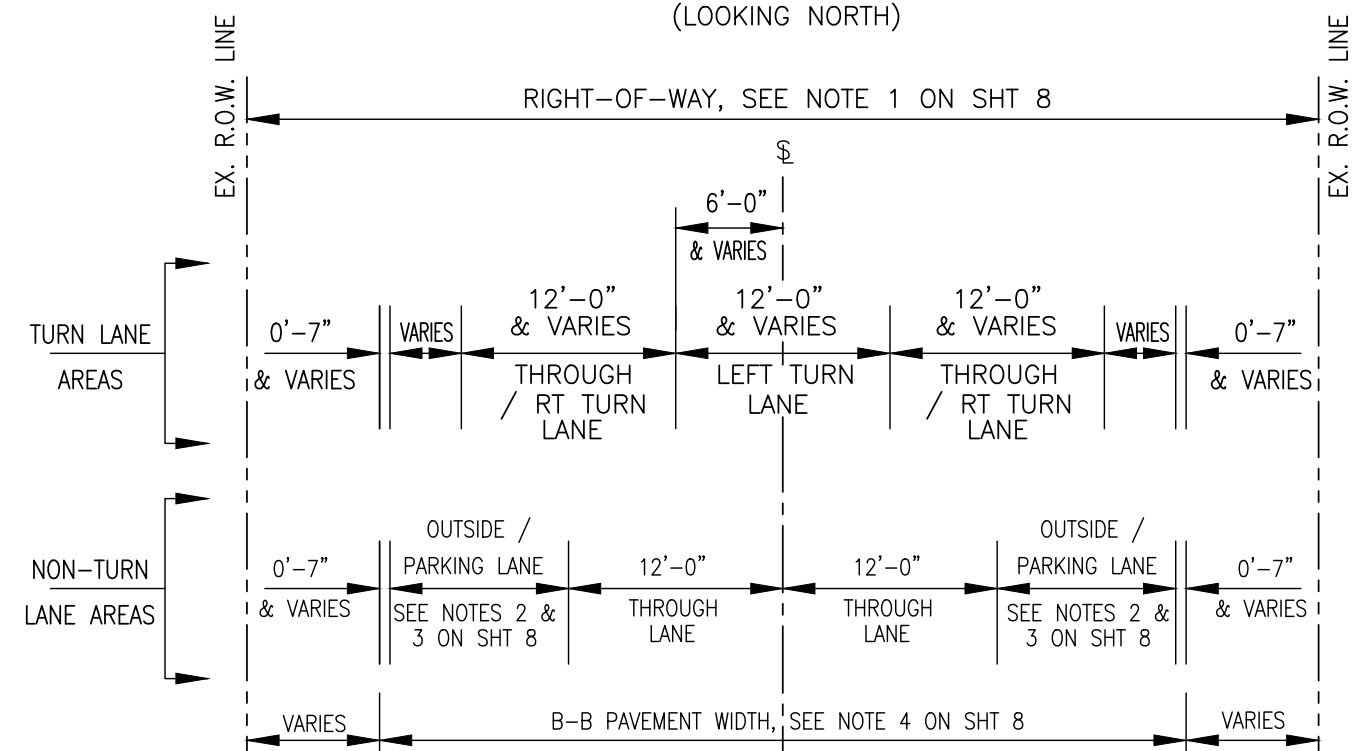 (LOOKING NORTH)
EX. R.O.W. LINE
EX. R.O.W. LINE
RIGHT-OF-WAY, SEE NOTE 1 ON SHT 8
℄
6'-0"
& VARIES
TURN LANE
AREAS
0'-7"
& VARIES
VARIES
12'-0"
& VARIES
THROUGH
/ RT TURN
LANE
12'-0"
& VARIES
LEFT TURN
LANE
12'-0"
& VARIES
THROUGH
/ RT TURN
LANE
VARIES
0'-7"
& VARIES
NON-TURN
LANE AREAS
0'-7"
& VARIES
OUTSIDE /
PARKING LANE
SEE NOTES 2 &
3 ON SHT 8
12'-0"
THROUGH
LANE
12'-0"
THROUGH
LANE
OUTSIDE /
PARKING LANE
SEE NOTES 2 &
3 ON SHT 8
0'-7"
& VARIES
VARIES
B-B PAVEMENT WIDTH, SEE NOTE 4 ON SHT 8
VARIES